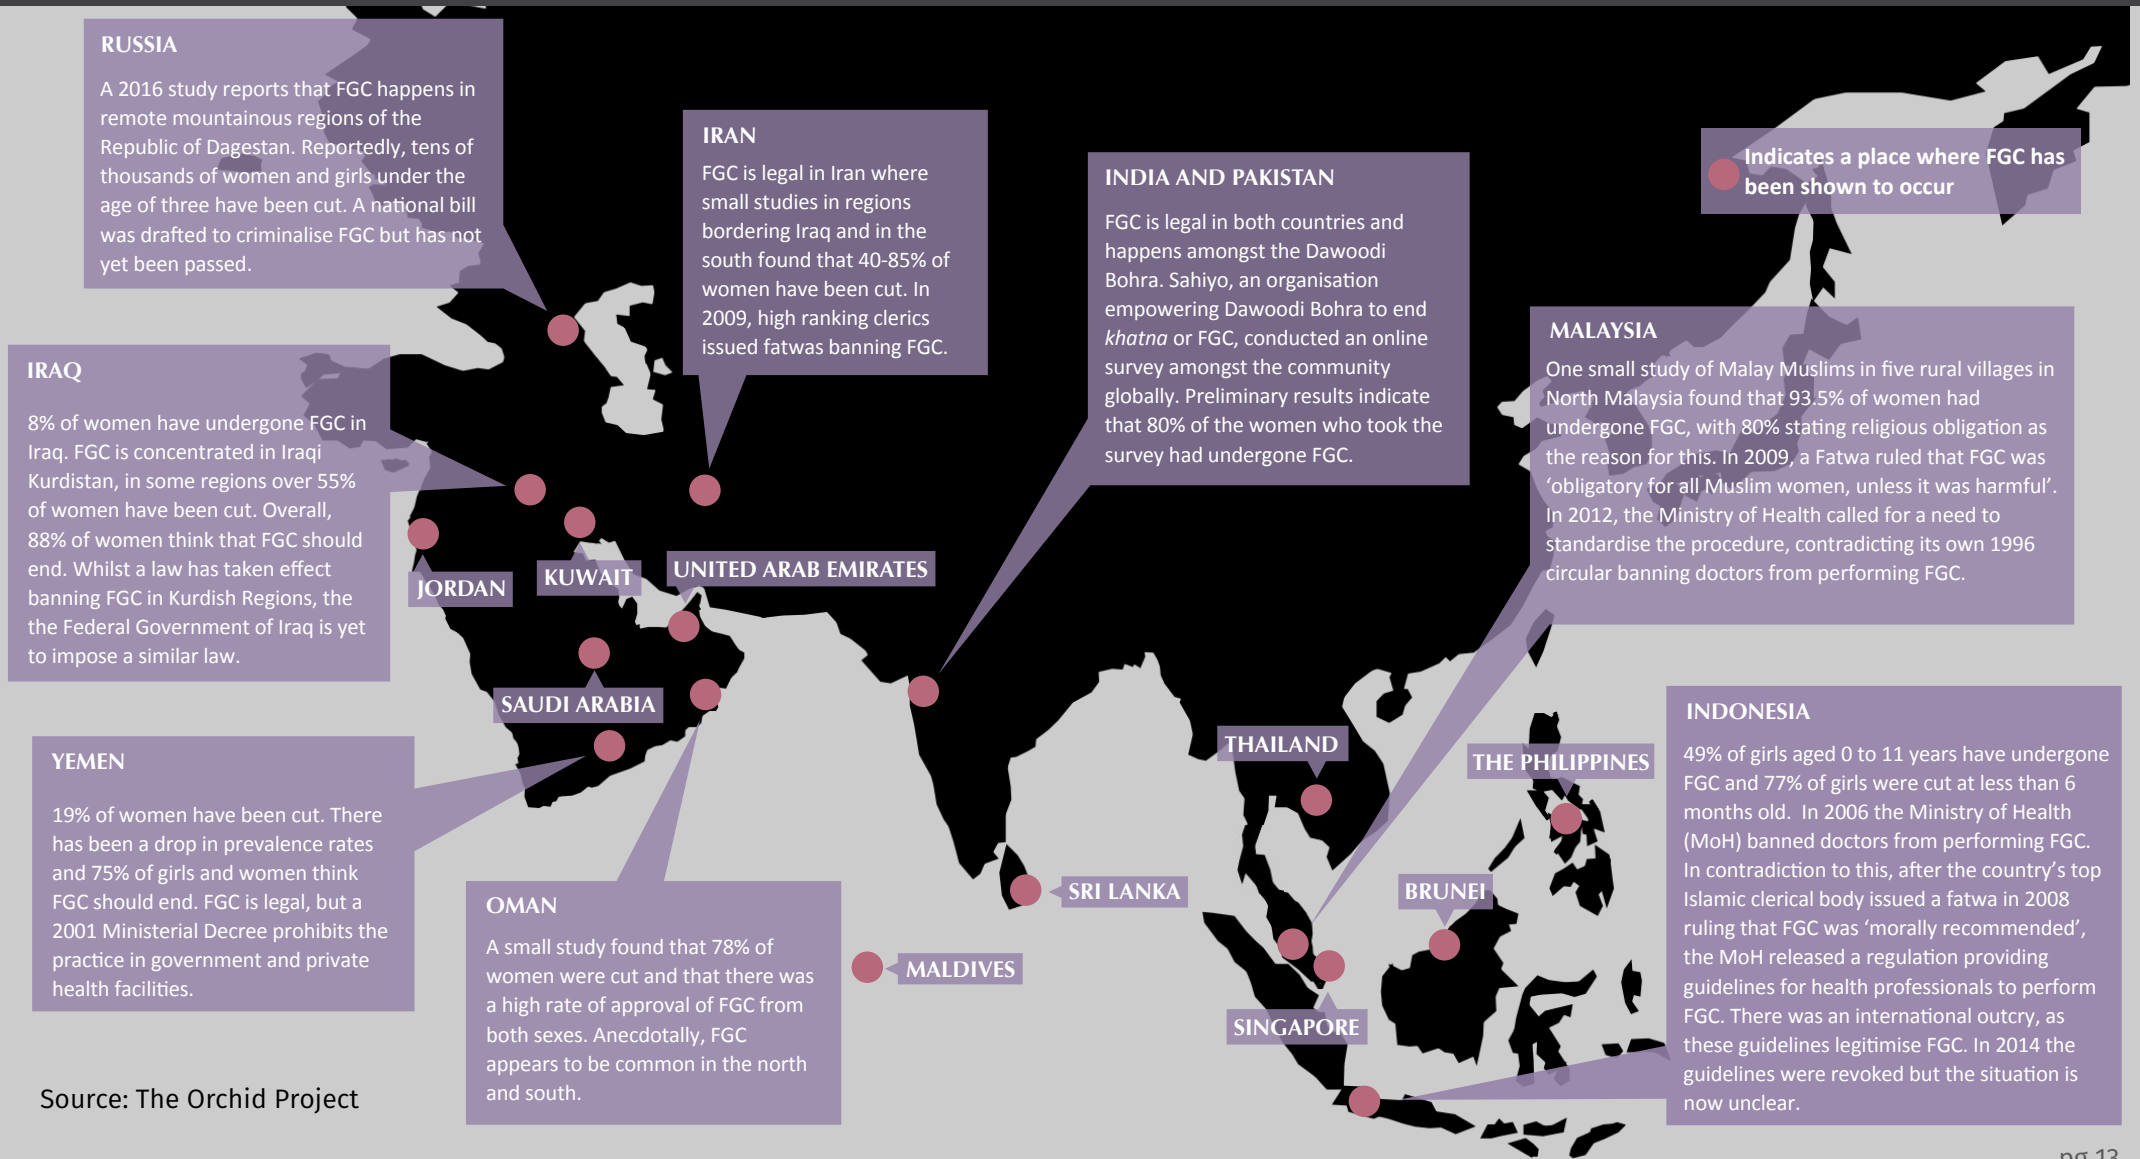 RUSSIA
A 2016 study reports that FGC happens in
remote mountainous regions of the
Republic of Dagestan. Reportedly, tens of
thousands of women and girls under the
age of three have been cut. A national bill
was drafted to criminalise FGC but has not
yet been passed.
IRAN
FGC is legal in Iran where
small studies in regions
bordering Iraq and in the
south found that 40-85% of
women have been cut. In
2009, high ranking clerics
issued fatwas banning FGC.
INDIA AND PAKISTAN
FGC is legal in both countries and
happens amongst the Dawoodi
Bohra. Sahiyo, an organisation
empowering Dawoodi Bohra to end
khatna or FGC, conducted an online
survey amongst the community
globally. Preliminary results indicate
that 80% of the women who took the
survey had undergone FGC.
Indicates a place where FGC has
been shown to occur
IRAQ
8% of women have undergone FGC in
Iraq. FGC is concentrated in Iraqi
Kurdistan, in some regions over 55%
of women have been cut. Overall,
88% of women think that FGC should
end. Whilst a law has taken effect
banning FGC in Kurdish Regions, the
the Federal Government of Iraq is yet
to impose a similar law.
MALAYSIA
One small study of Malay Muslims in five rural villages in
North Malaysia found that 93.5% of women had
undergone FGC, with 80% stating religious obligation as
the reason for this. In 2009, a Fatwa ruled that FGC was
‘obligatory for all Muslim women, unless it was harmful’.
In 2012, the Ministry of Health called for a need to
standardise the procedure, contradicting its own 1996
circular banning doctors from performing FGC.
JORDAN
KUWAIT
UNITED ARAB EMIRATES
SAUDI ARABIA
YEMEN
19% of women have been cut. There
has been a drop in prevalence rates
and 75% of girls and women think
FGC should end. FGC is legal, but a
2001 Ministerial Decree prohibits the
practice in government and private
health facilities.
OMAN
A small study found that 78% of
women were cut and that there was
a high rate of approval of FGC from
both sexes. Anecdotally, FGC
appears to be common in the north
and south.
MALDIVES
SRI LANKA
THAILAND
THE PHILIPPINES
BRUNEI
SINGAPORE
INDONESIA
49% of girls aged 0 to 11 years have undergone
FGC and 77% of girls were cut at less than 6
months old. In 2006 the Ministry of Health
(MoH) banned doctors from performing FGC.
In contradiction to this, after the country’s top
Islamic clerical body issued a fatwa in 2008
ruling that FGC was ‘morally recommended’,
the MoH released a regulation providing
guidelines for health professionals to perform
FGC. There was an international outcry, as
these guidelines legitimise FGC. In 2014 the
guidelines were revoked but the situation is
now unclear.
Source: The Orchid Project
pg 13